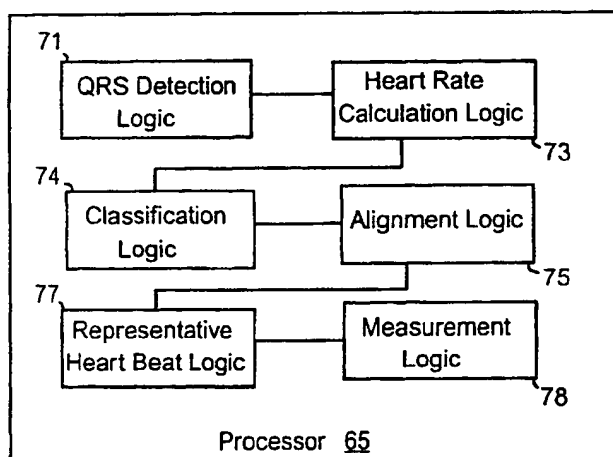 71
QRS Detection
Logic
Heart Rate
Calculation Logic
73
74
Classification
Logic
Alignment Logic
75
77
Representative
Heart Beat Logic
Measurement
Logic
78
Processor 65